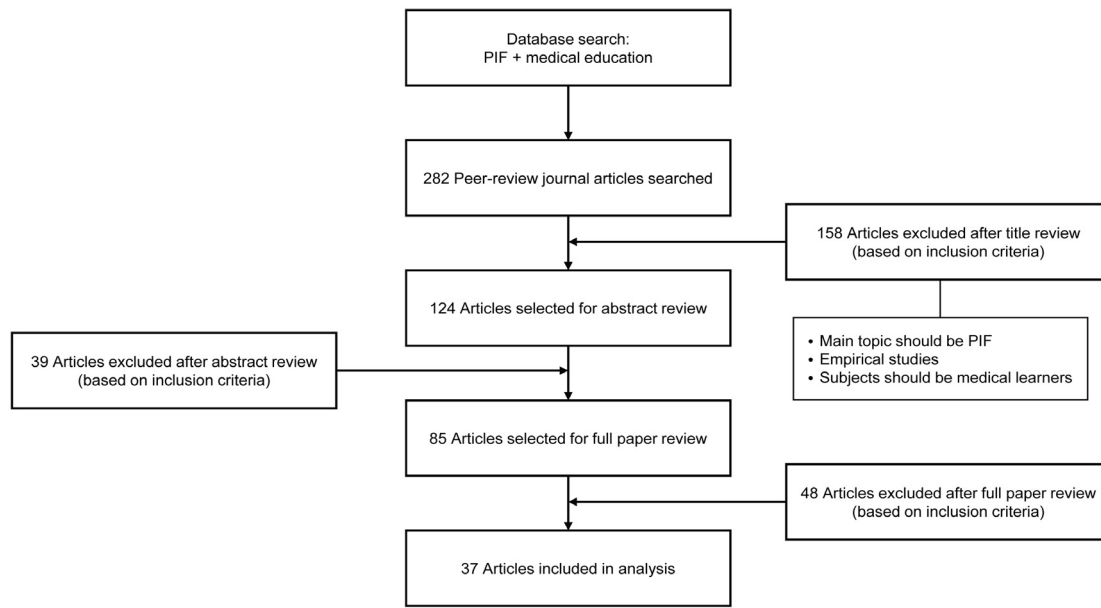 Database search:
PIF + medical education
282 Peer-review journal articles searched
158 Articles excluded after title review
(based on inclusion criteria)
124 Articles selected for abstract review
• Main topic should be PIF
• Empirical studies
• Subjects should be medical learners
39 Articles excluded after abstract review
(based on inclusion criteria)
85 Articles selected for full paper review
48 Articles excluded after full paper review
(based on inclusion criteria)
37 Articles included in analysis